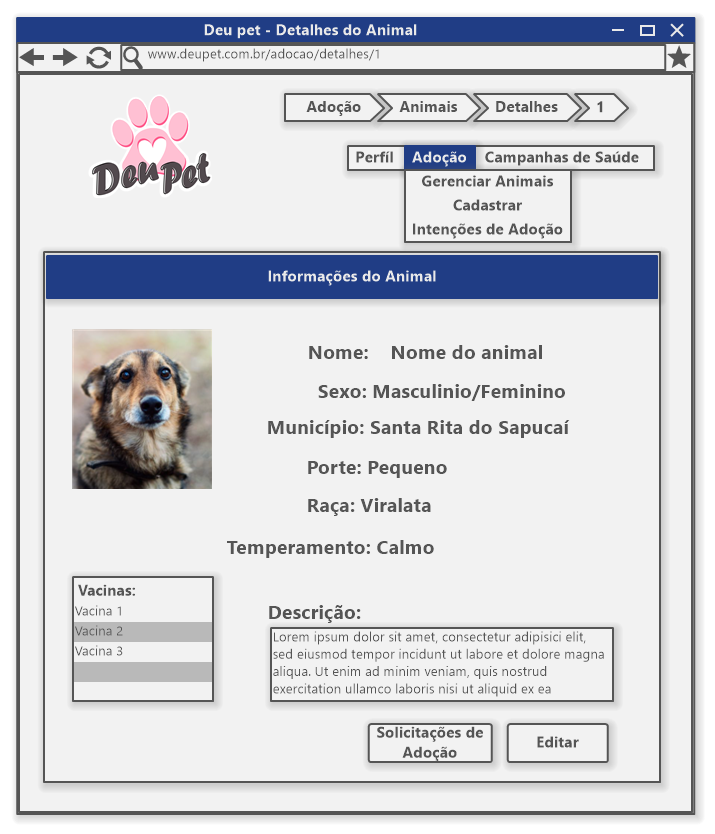 Deu pet - Detalhes do Animal
www.deupet.com.br/adocao/detalhes/1
Adoção Animais Detalhes 1
Deu Pet
Perfíl Adoção Campanhas de Saúde
Gerenciar Animais
Cadastrar
Intenções de Adoção
Informações do Animal
Nome: Nome do animal
Sexo: Masculinio/Feminino
Município: Santa Rita do Sapucaí
Porte: Pequeno
Raça: Viralata
Temperamento: Calmo
Vacinas:
Vacina 1
Vacina 2
Vacina 3
Descrição:
Lorem ipsum dolor sit amet, consectetur adipisici elit,
sed eiusmod tempor incidunt ut labore et dolore magna
aliqua. Ut enim ad minim veniam, quis nostrud
exercitation ullamco laboris nisi ut aliquid ex ea
Solicitações de
Adoção
Editar